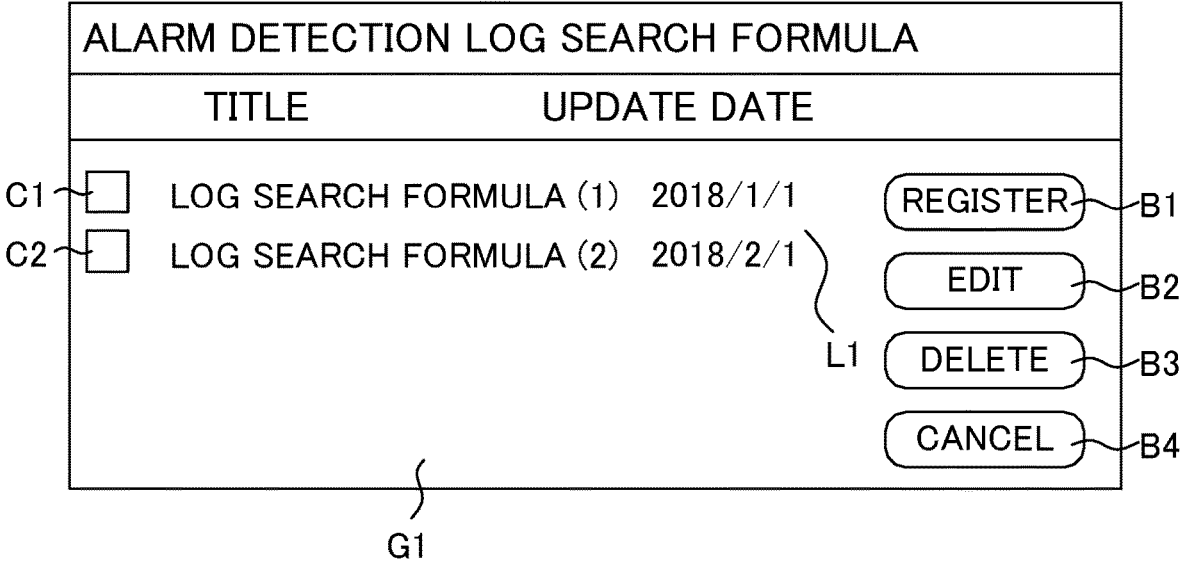 ALARM DETECTION LOG SEARCH FORMULA
TITLE UPDATE DATE
C1 LOG SEARCH FORMULA (1) 2018/1/1 REGISTER B1
C2 LOG SEARCH FORMULA (2) 2018/2/1
EDIT B2
L1 DELETE B3
CANCEL B4
G1